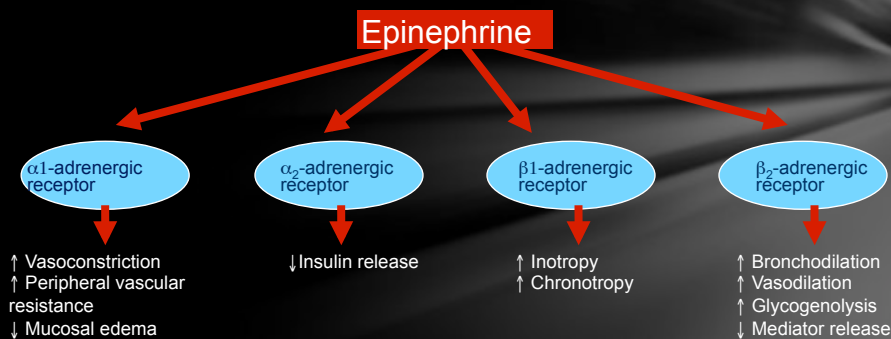 Epinephrine
α1-adrenergic
receptor
α2-adrenergic
receptor
β1-adrenergic
receptor
β2-adrenergic
receptor
↑ Vasoconstriction
↑ Peripheral vascular
resistance
↓ Mucosal edema
↓Insulin release
↑ Inotropy
↑ Chronotropy
↑ Bronchodilation
↑ Vasodilation
↑ Glycogenolysis
↓ Mediator release